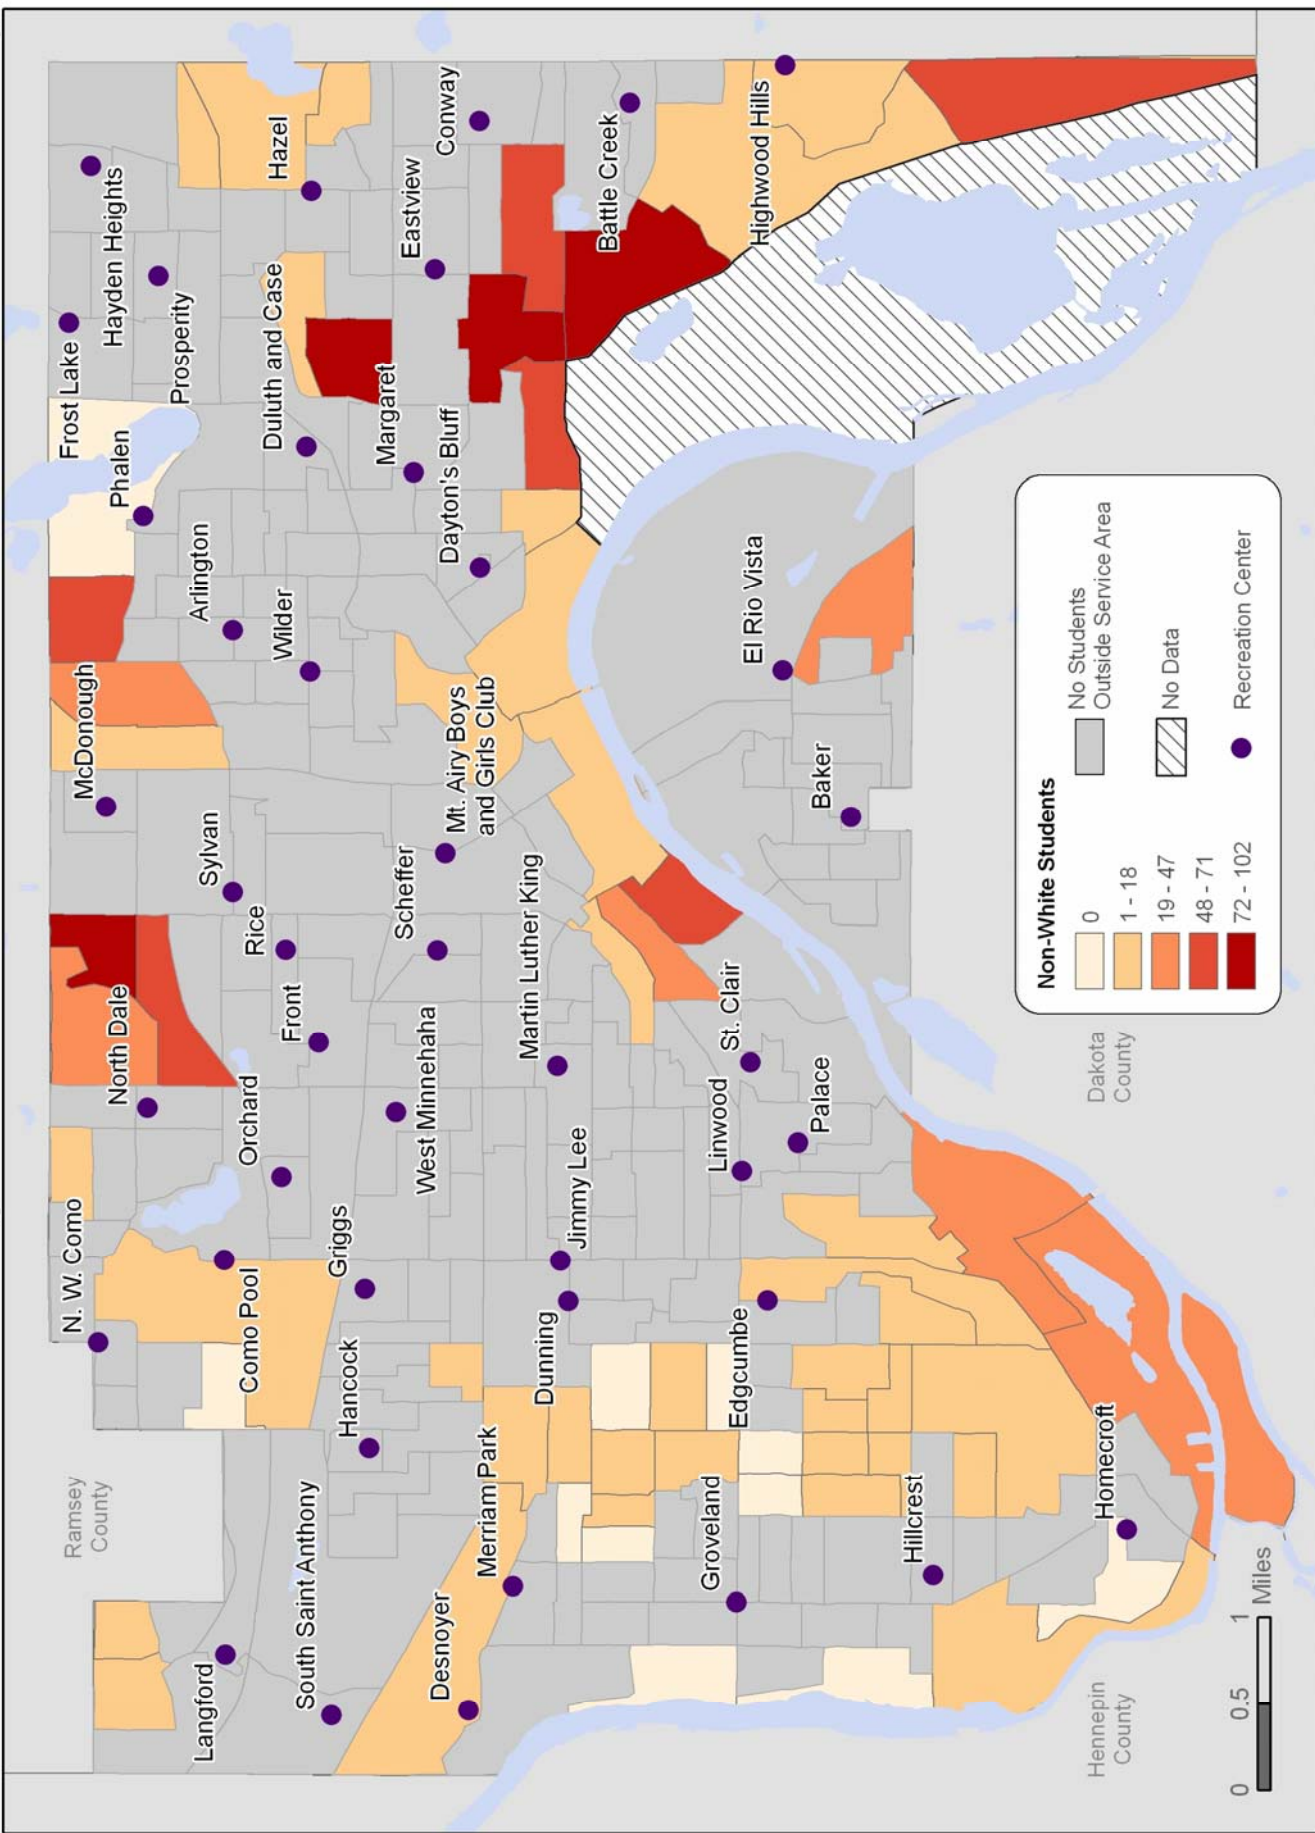 Ramsey
County
Langford
South Saint Anthony
Desnoyer
Merriam Park
Hancock
N. W. Como
Como Pool
Griggs
Orchard
North Dale
Front
Rice
Sylvan
McDonough
Wilder
Arlington
Phalen
Frost Lake
Hayden Heights
Prosperity
Duluth and Case
Hazel
Conway
Eastview
Margaret
Dayton's Bluff
Mt. Airy Boys
and Girls Club
Scheffer
West Minnehaha
Martin Luther King
Jimmy Lee
Dunning
Battle Creek
Highwood Hills
El Rio Vista
Baker
St. Clair
Linwood
Palace
Edgcumbe
Groveland
Hillcrest
Homecroft
Hennepin
County
Dakota
County
0 0.5 1
Miles
Non-White Students
0
1 - 18
19 - 47
48 - 71
72 - 102
No Students
Outside Service Area
No Data
Recreation Center